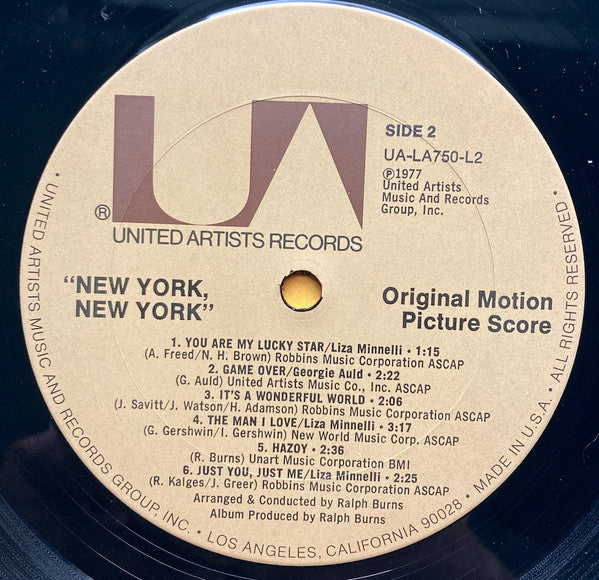 UA
SIDE 2
UA-LA750-L2
℗1977
United Artists
Music And Records
Group, Inc.
®
UNITED ARTISTS RECORDS
"NEW YORK,
NEW YORK"
Original Motion
Picture Score
1. YOU ARE MY LUCKY STAR/Liza Minnelli • 1:15
(A. Freed/N. H. Brown) Robbins Music Corporation ASCAP
2. GAME OVER/Georgie Auld • 2:22
(G. Auld) United Artists Music Co., Inc. ASCAP
3. IT'S A WONDERFUL WORLD • 2:06
(J. Savitt/J. Watson/H. Adamson) Robbins Music Corporation ASCAP
4. THE MAN I LOVE/Liza Minnelli • 3:17
(G. Gershwin/I. Gershwin) New World Music Corp. ASCAP
5. HAZOY • 2:36
(R. Burns) Unart Music Corporation BMI
6. JUST YOU, JUST ME/Liza Minnelli • 2:25
(R. Kalges/J. Greer) Robbins Music Corporation ASCAP
Arranged & Conducted by Ralph Burns
Album Produced by Ralph Burns
• UNITED ARTISTS MUSIC AND RECORDS GROUP, INC. • LOS ANGELES, CALIFORNIA 90028 • MADE IN U.S.A. • ALL RIGHTS RESERVED.